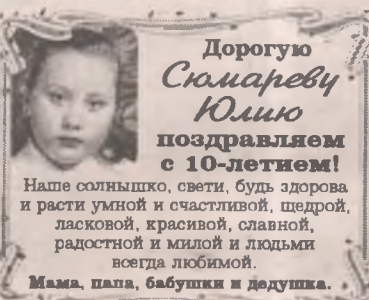 Дорогую
Сюмареву
Юлию
поздравляем
с 10-летием!
Наше солнышко, свети, будь здорова
и расти умной и счастливой, щедрой,
ласковой, красивой, славной,
радостной и милой и людьми
всегда любимой.
Мама, папа, бабушки и дедушка.